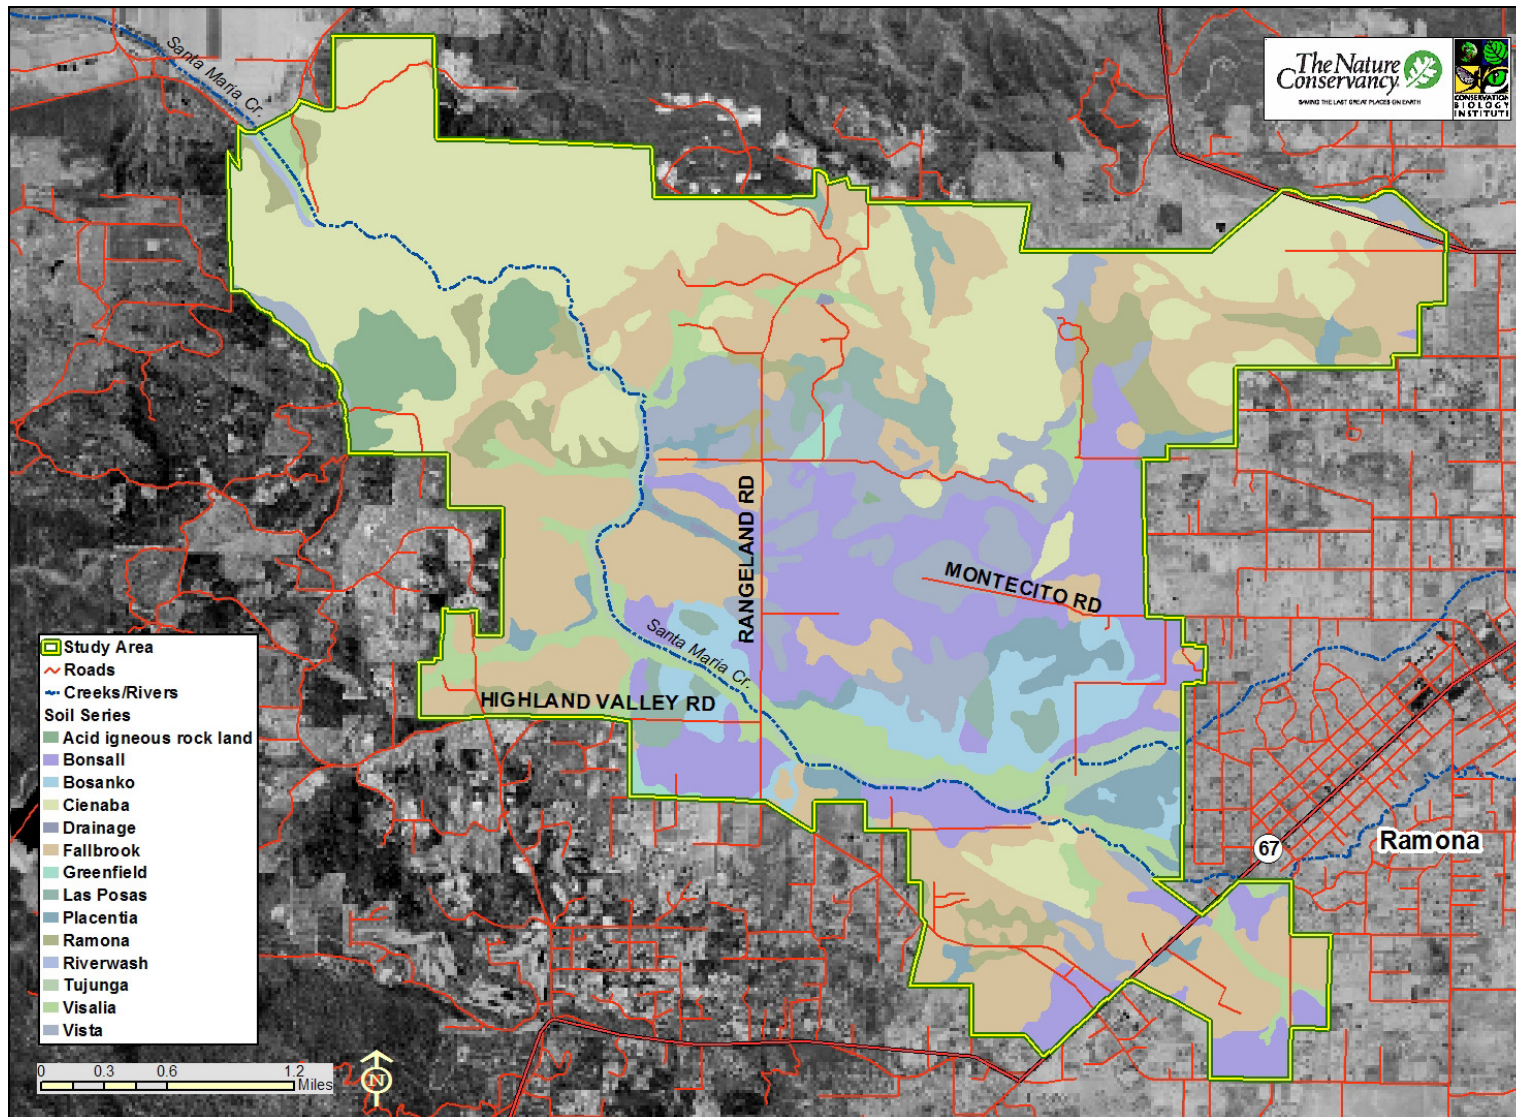 Santa Maria Cr.
The Nature
Conservancy
SAVING THE LAST GREAT PLACES ON EARTH
CONSERVATION
BIOLOGY
INSTITUTE
RANGELAND RD
MONTECITO RD
Santa Maria Cr.
HIGHLAND VALLEY RD
67
Ramona
Study Area
Roads
Creeks/Rivers
Soil Series
Acid igneous rock land
Bonsall
Bosanko
Cienaba
Drainage
Fallbrook
Greenfield
Las Posas
Placentia
Ramona
Riverwash
Tujunga
Visalia
Vista
0 0.3 0.6 1.2
Miles
N